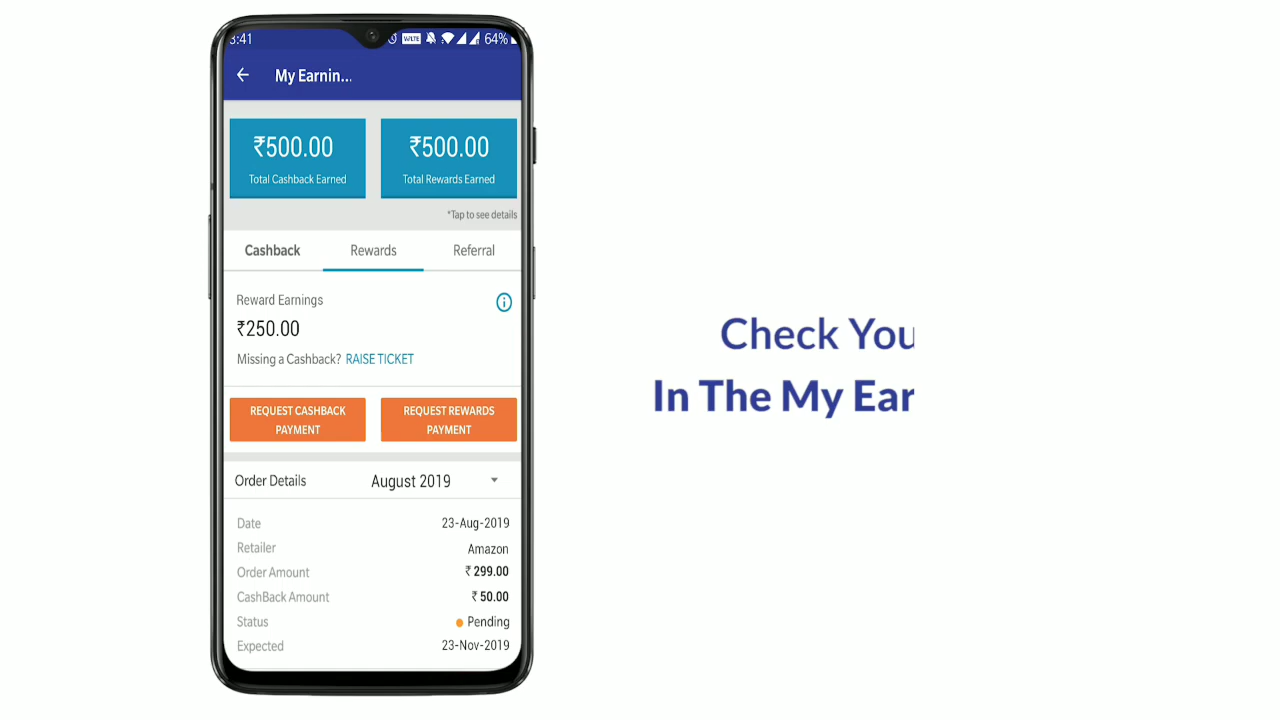 3:41 VoLTE 64%
My Earnin...
₹500.00 ₹500.00
Total Cashback Earned Total Rewards Earned
*Tap to see details
Cashback Rewards Referral
Reward Earnings
₹250.00
Missing a Cashback? RAISE TICKET
REQUEST CASHBACK PAYMENT
REQUEST REWARDS PAYMENT
Order Details August 2019
Date 23-Aug-2019
Retailer Amazon
Order Amount ₹ 299.00
CashBack Amount ₹ 50.00
Status Pending
Expected 23-Nov-2019
Check You
In The My Ear